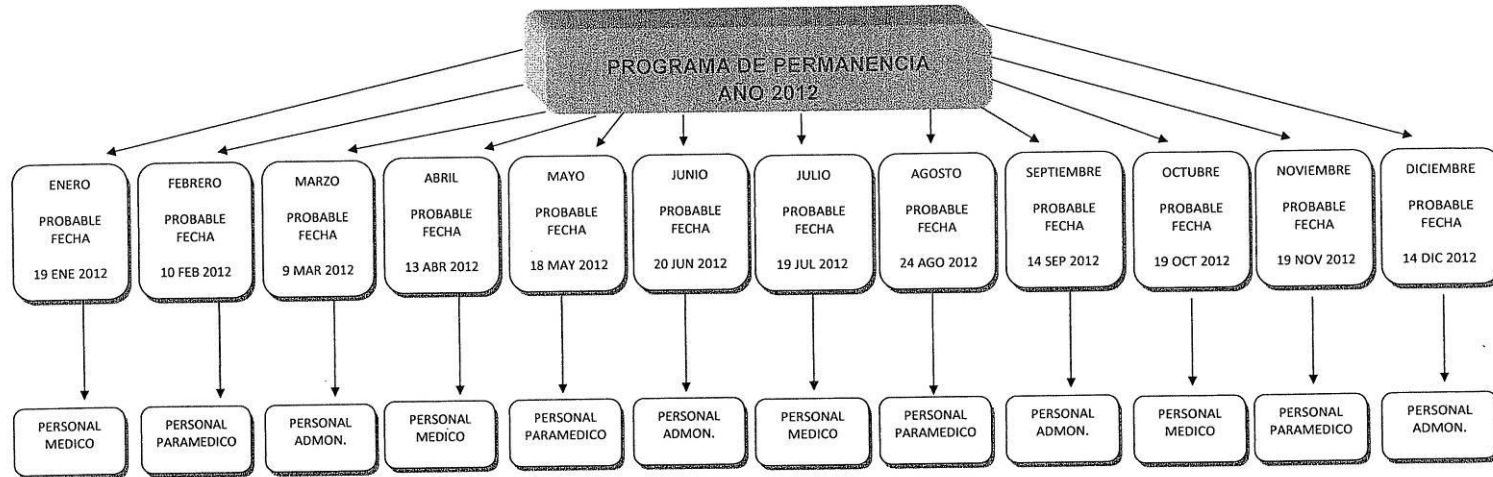 PROGRAMA DE PERMANENCIA
AÑO 2012
ENERO
PROBABLE
FECHA
19 ENE 2012
FEBRERO
PROBABLE
FECHA
10 FEB 2012
MARZO
PROBABLE
FECHA
9 MAR 2012
ABRIL
PROBABLE
FECHA
13 ABR 2012
MAYO
PROBABLE
FECHA
18 MAY 2012
JUNIO
PROBABLE
FECHA
20 JUN 2012
JULIO
PROBABLE
FECHA
19 JUL 2012
AGOSTO
PROBABLE
FECHA
24 AGO 2012
SEPTIEMBRE
PROBABLE
FECHA
14 SEP 2012
OCTUBRE
PROBABLE
FECHA
19 OCT 2012
NOVIEMBRE
PROBABLE
FECHA
19 NOV 2012
DICIEMBRE
PROBABLE
FECHA
14 DIC 2012
PERSONAL
MEDICO
PERSONAL
PARAMEDICO
PERSONAL
ADMON.
PERSONAL
MEDICO
PERSONAL
PARAMEDICO
PERSONAL
ADMON.
PERSONAL
MEDICO
PERSONAL
PARAMEDICO
PERSONAL
ADMON.
PERSONAL
MEDICO
PERSONAL
PARAMEDICO
PERSONAL
ADMON.